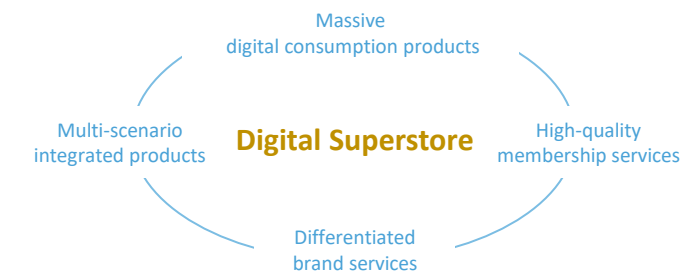 Massive
digital consumption products
Multi-scenario
integrated products
Digital Superstore
High-quality
membership services
Differentiated
brand services